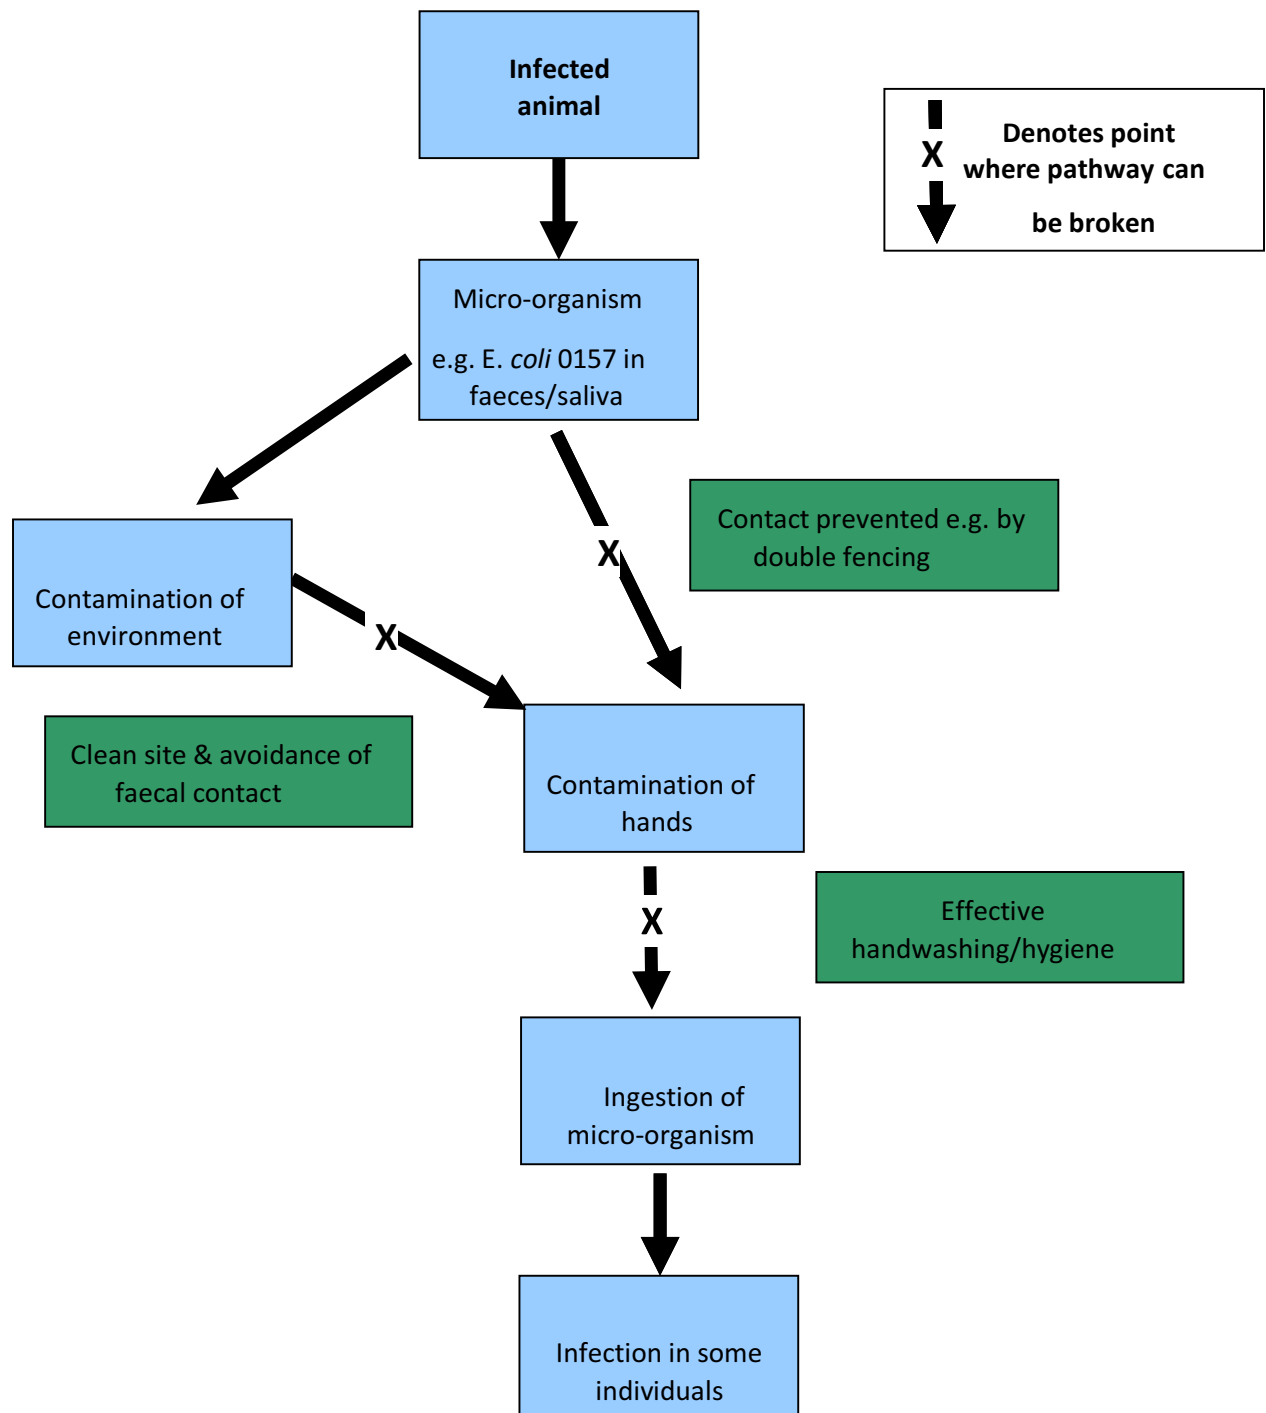 Infected
animal
Denotes point
X
where pathway can
be broken
Micro-organism
e.g. E. coli 0157 in
faeces/saliva
Contact prevented e.g. by
double fencing
X
Contamination of
environment
X
Clean site & avoidance of
faecal contact
Contamination of
hands
Effective
handwashing/hygiene
X
Ingestion of
micro-organism
Infection in some
individuals